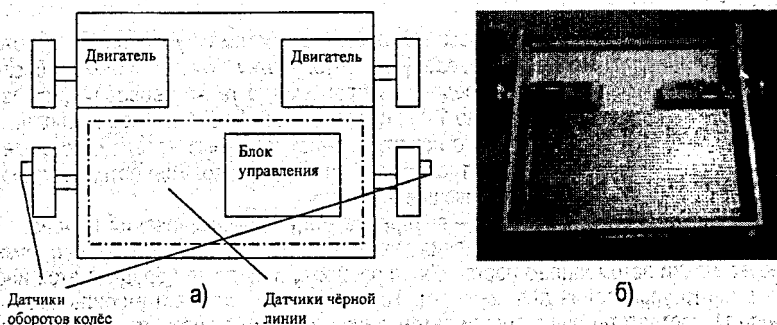 Двигатель
Двигатель
Блок
управления
Датчики
оборотов колёс
а)
Датчики чёрной
линии
б)